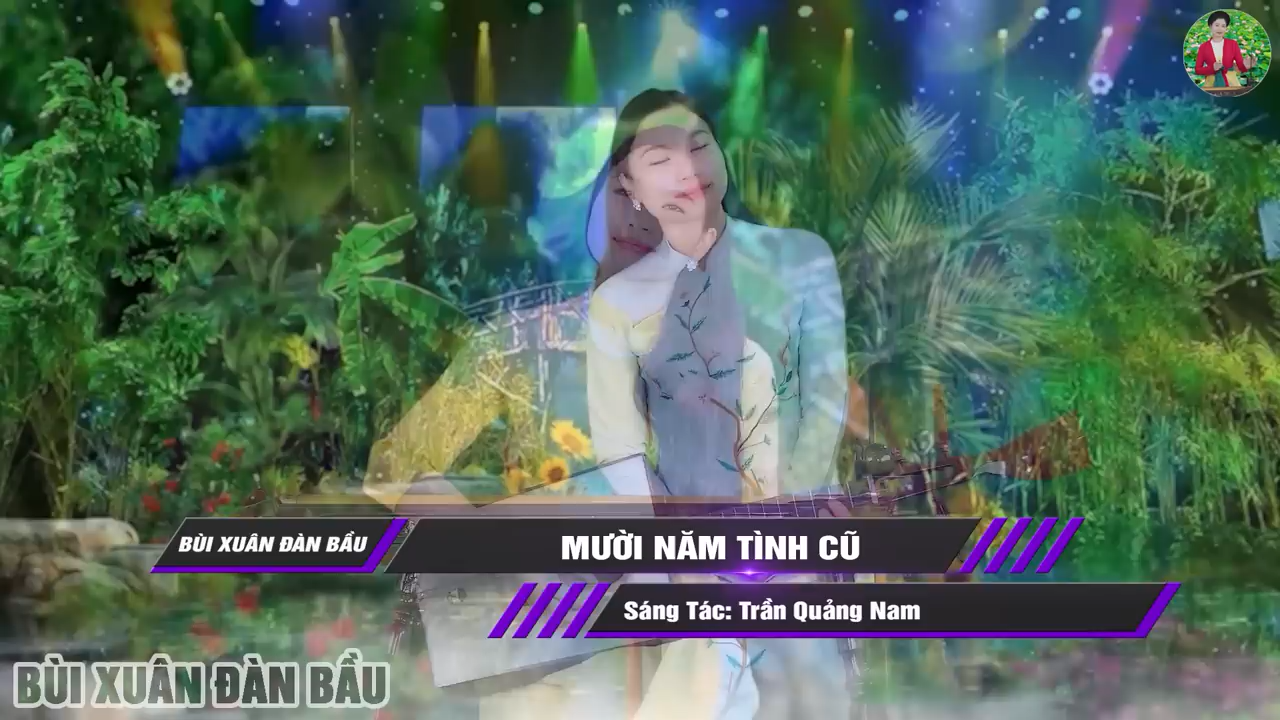 BÙI XUÂN ĐÀN BẦU
MƯỜI NĂM TÌNH CŨ
Sáng Tác: Trần Quảng Nam
BÙI XUÂN ĐÀN BẦU